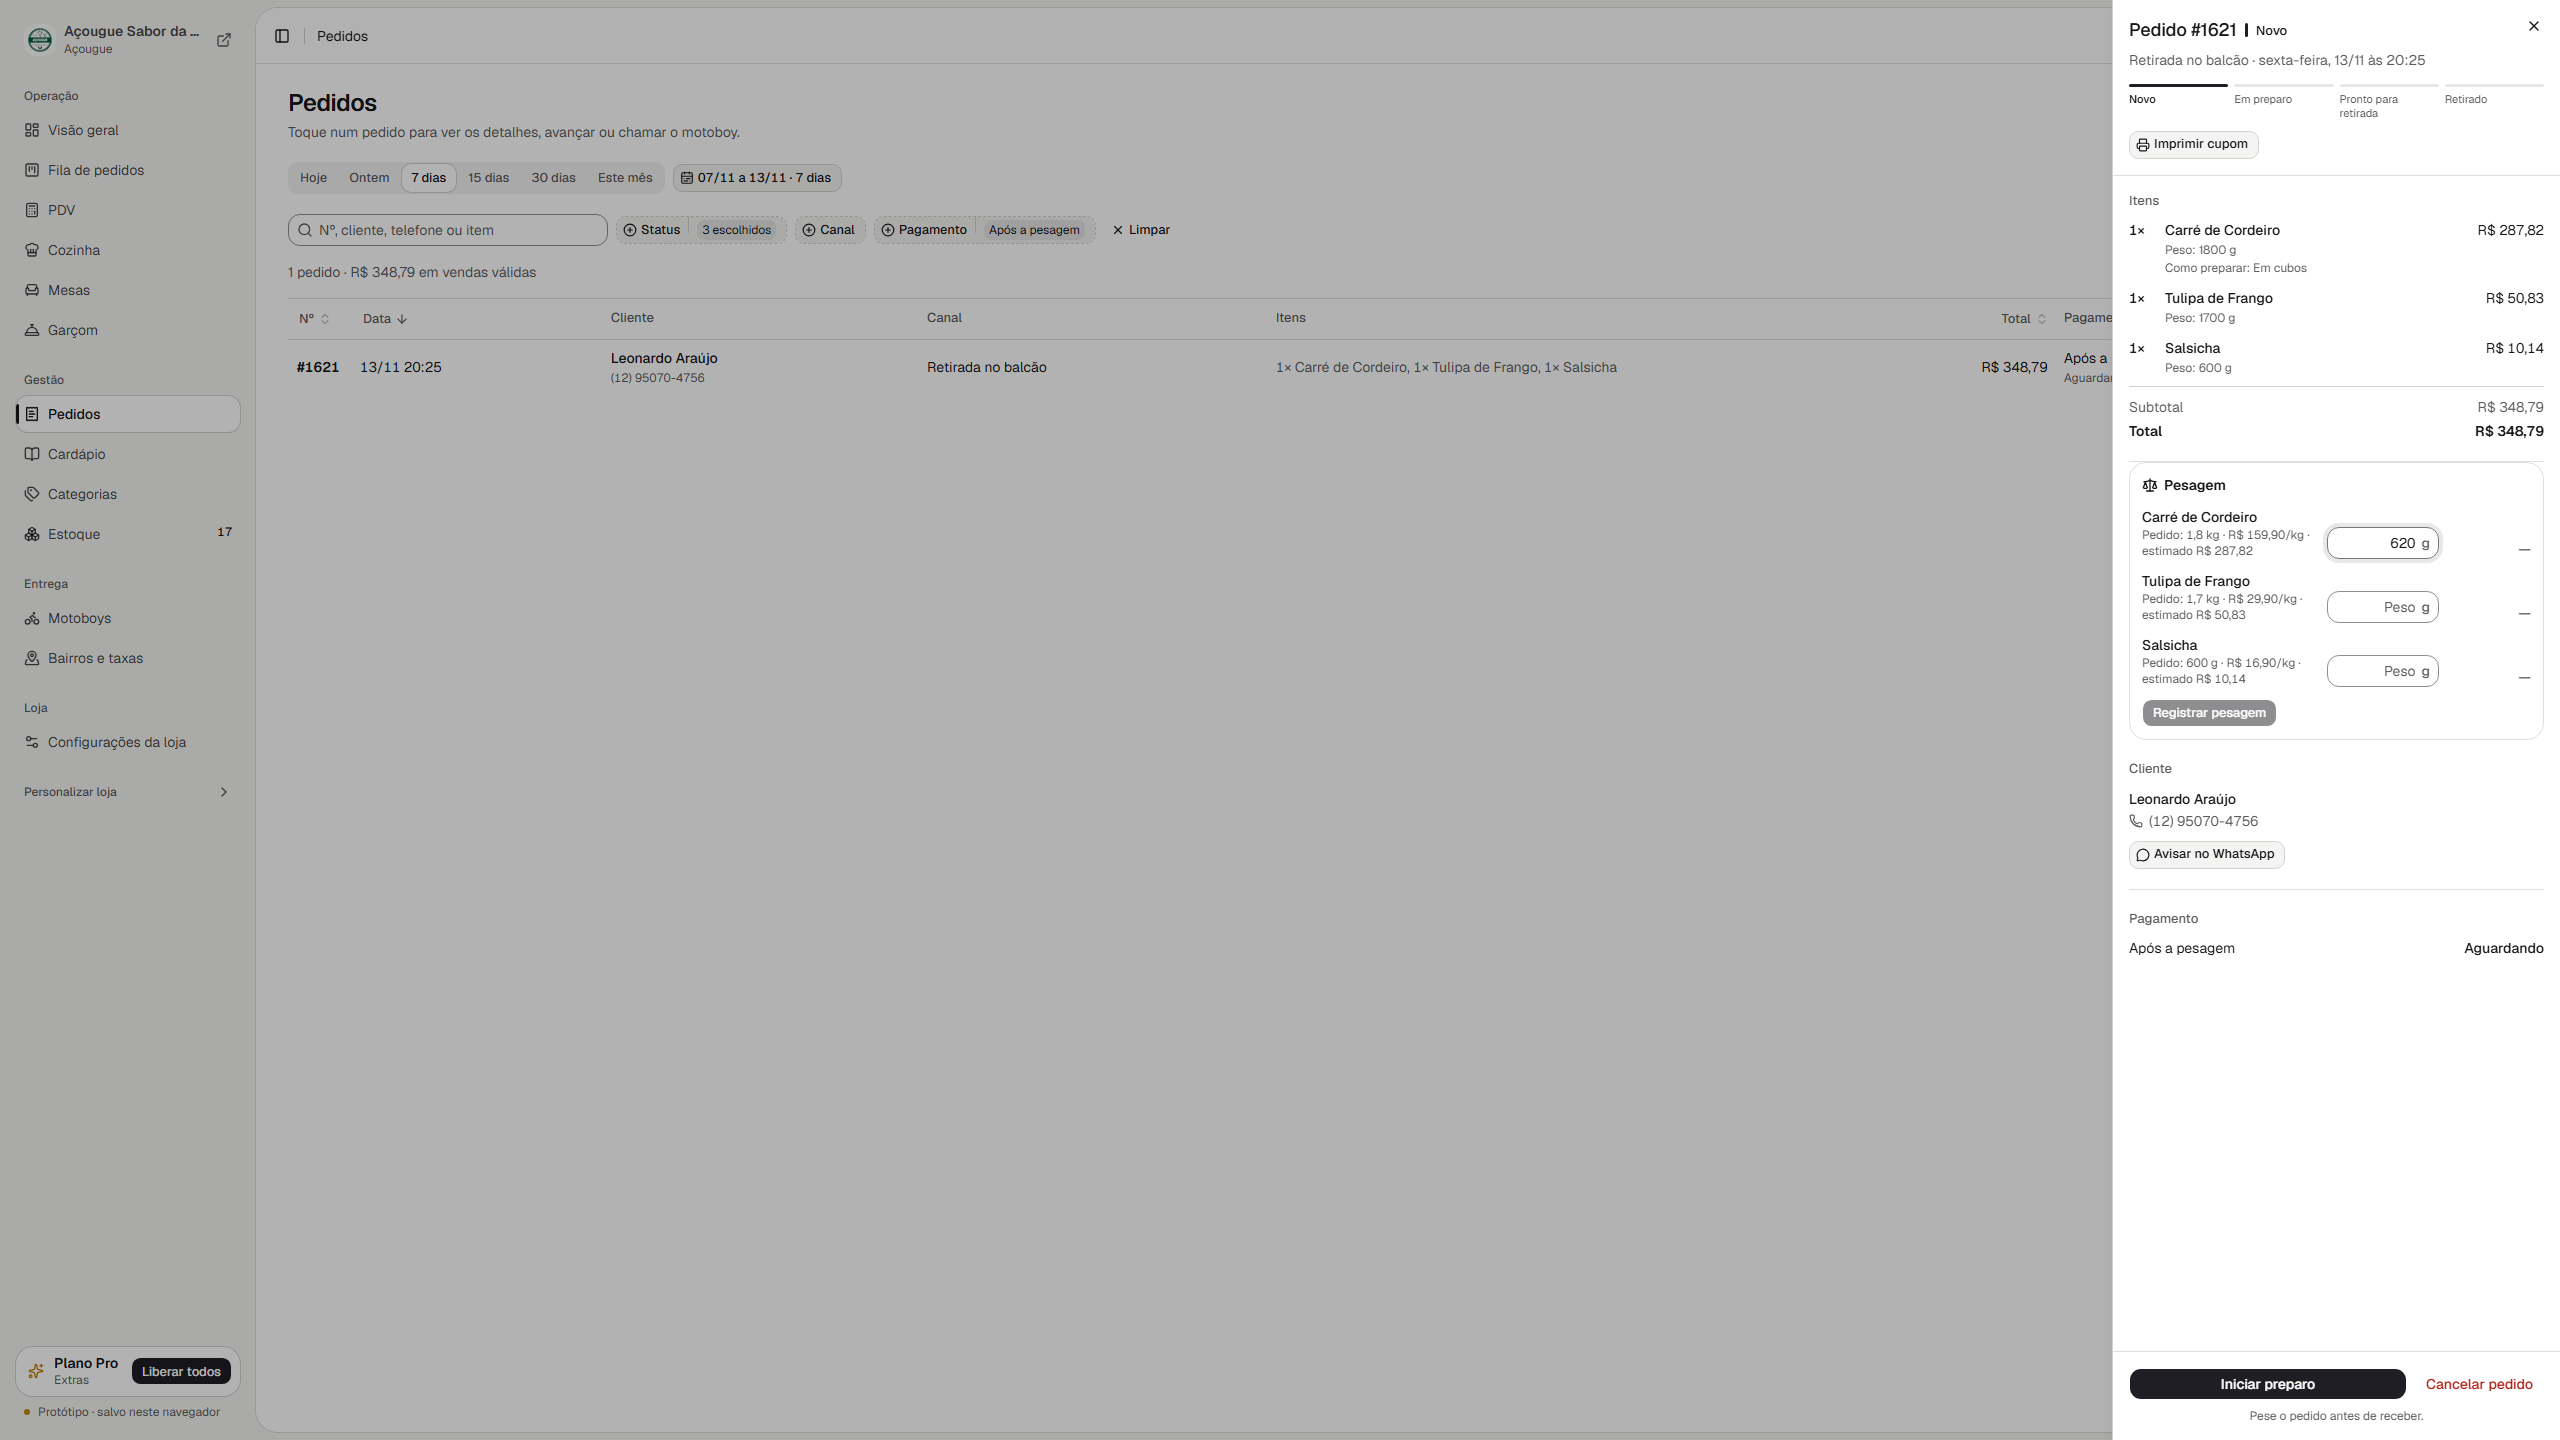 Açougue Sabor da ...
Açougue
Operação
Visão geral
Fila de pedidos
PDV
Cozinha
Mesas
Garçom
Gestão
Pedidos
Cardápio
Categorias
Estoque 17
Entrega
Motoboys
Bairros e taxas
Loja
Configurações da loja
Personalizar loja
Plano Pro
Extras
Liberar todos
Protótipo · salvo neste navegador
Pedidos
Pedidos
Toque num pedido para ver os detalhes, avançar ou chamar o motoboy.
Hoje Ontem 7 dias 15 dias 30 dias Este mês 07/11 a 13/11 · 7 dias
Nº, cliente, telefone ou item Status 3 escolhidos Canal Pagamento Após a pesagem Limpar
1 pedido · R$ 348,79 em vendas válidas
Nº Data Cliente Canal Itens Total Pagame
#1621 13/11 20:25 Leonardo Araújo Retirada no balcão 1× Carré de Cordeiro, 1× Tulipa de Frango, 1× Salsicha R$ 348,79 Após a
(12) 95070-4756 Aguardan
Pedido #1621 Novo
Retirada no balcão · sexta-feira, 13/11 às 20:25
Novo Em preparo Pronto para retirada Retirado
Imprimir cupom
Itens
1× Carré de Cordeiro R$ 287,82
Peso: 1800 g
Como preparar: Em cubos
1× Tulipa de Frango R$ 50,83
Peso: 1700 g
1× Salsicha R$ 10,14
Peso: 600 g
Subtotal R$ 348,79
Total R$ 348,79
Pesagem
Carré de Cordeiro
Pedido: 1,8 kg · R$ 159,90/kg ·
estimado R$ 287,82
620 g —
Tulipa de Frango
Pedido: 1,7 kg · R$ 29,90/kg ·
estimado R$ 50,83
Peso g —
Salsicha
Pedido: 600 g · R$ 16,90/kg ·
estimado R$ 10,14
Peso g —
Registrar pesagem
Cliente
Leonardo Araújo
(12) 95070-4756
Avisar no WhatsApp
Pagamento
Após a pesagem Aguardando
Iniciar preparo Cancelar pedido
Pese o pedido antes de receber.